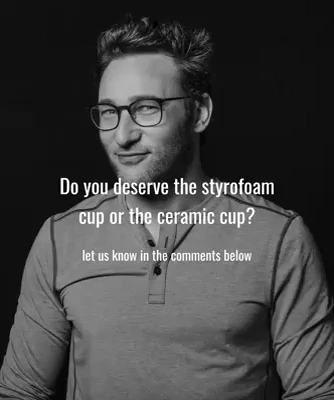 Do you deserve the styrofoam
cup or the ceramic cup?
let us know in the comments below